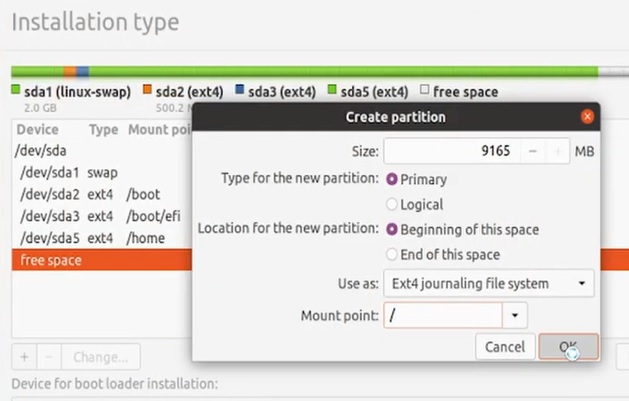 Installation type
sda1 (linux-swap) sda2 (ext4) sda3 (ext4) sda5 (ext4) free space
2.0 GB 500.2
Create partition
Device Type Mount poi
Size: 9165 − + MB
/dev/sda
/dev/sda1 swap
Type for the new partition: Primary
/dev/sda2 ext4 /boot
Logical
/dev/sda3 ext4 /boot/efi
Location for the new partition: Beginning of this space
/dev/sda5 ext4 /home
End of this space
free space
Use as: Ext4 journaling file system
Mount point: /
Cancel OK
+ − Change...
Device for boot loader installation: